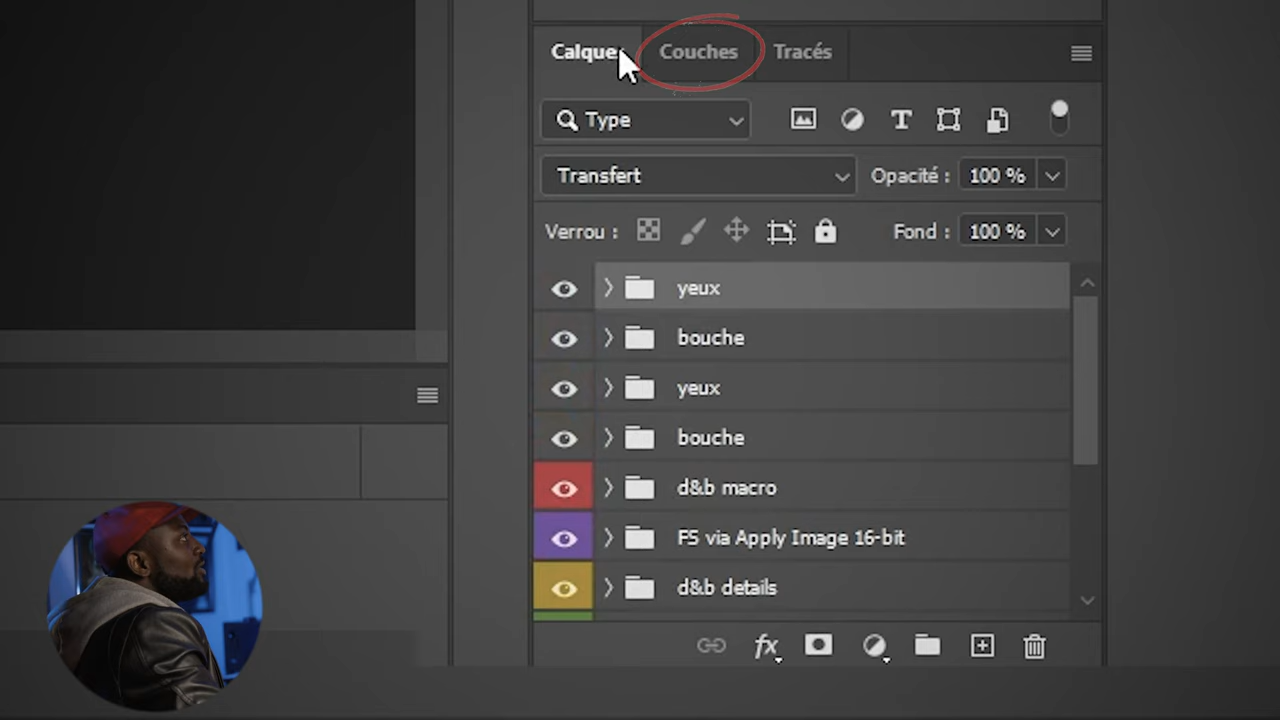 Calques Couches Tracés
Type
Transfert Opacité : 100 %
Verrou : Fond : 100 %
yeux
bouche
yeux
bouche
d&b macro
FS via Apply Image 16-bit
d&b details
fx